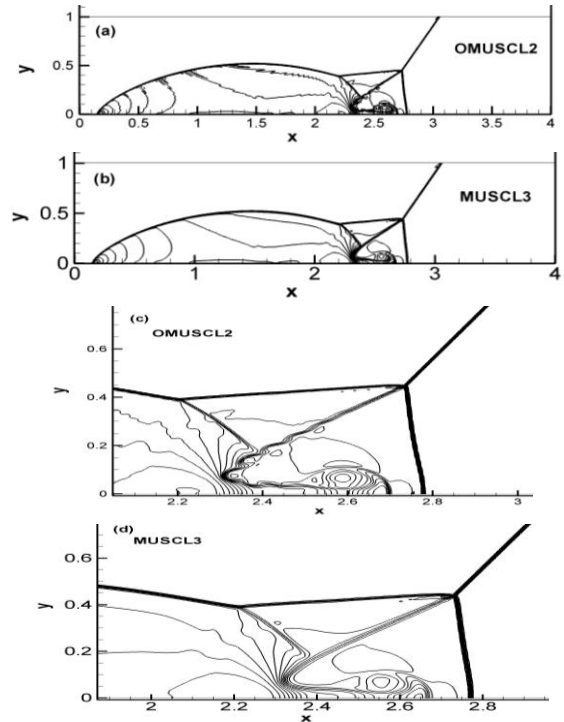 (a)
OMUSCL2
y
1
0.5
0
0 0.5 1 1.5 2 2.5 3 3.5 4
x
(b)
MUSCL3
y
1
0.5
0
0 1 2 3 4
x
(c)
OMUSCL2
y
0.6
0.4
0.2
0
2.2 2.4 2.6 2.8 3
x
(d)
MUSCL3
y
0.6
0.4
0.2
0
2 2.2 2.4 2.6 2.8
x